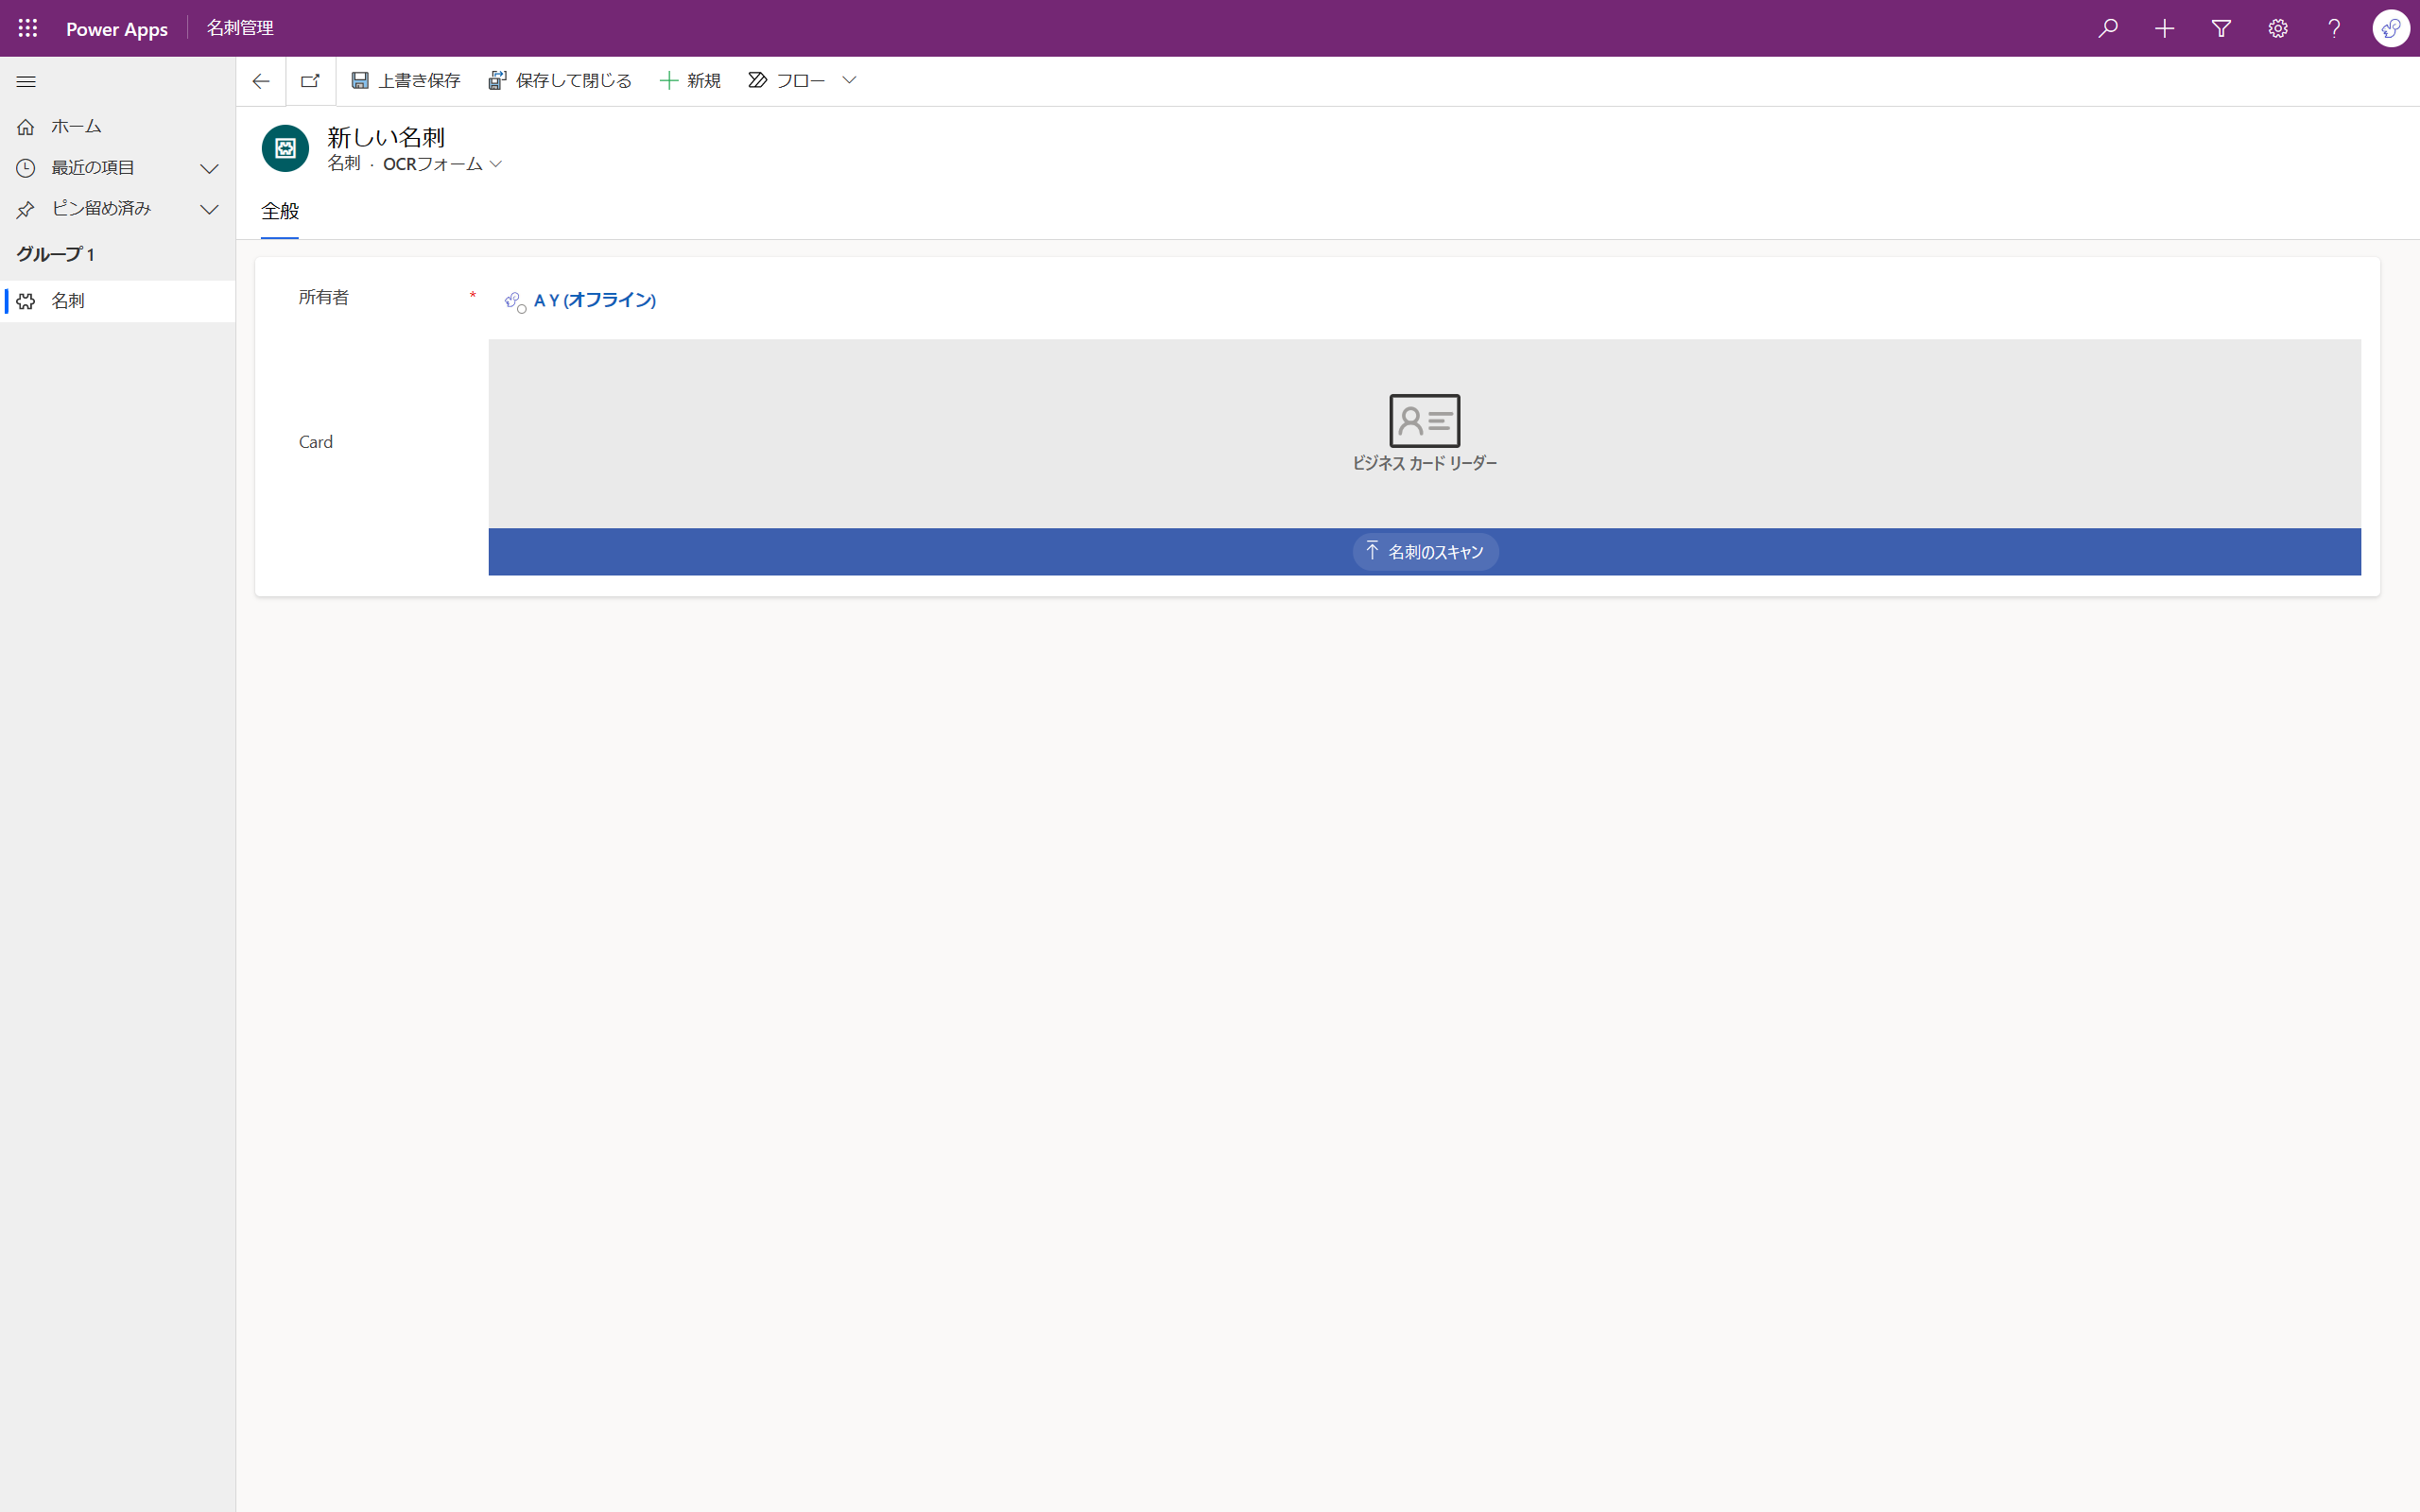 Power Apps
名刺管理
上書き保存
保存して閉じる
新規
フロー
ホーム
最近の項目
ピン留め済み
グループ 1
名刺
新しい名刺
名刺 · OCRフォーム
全般
所有者 *
A Y (オフライン)
Card
ビジネス カード リーダー
名刺のスキャン